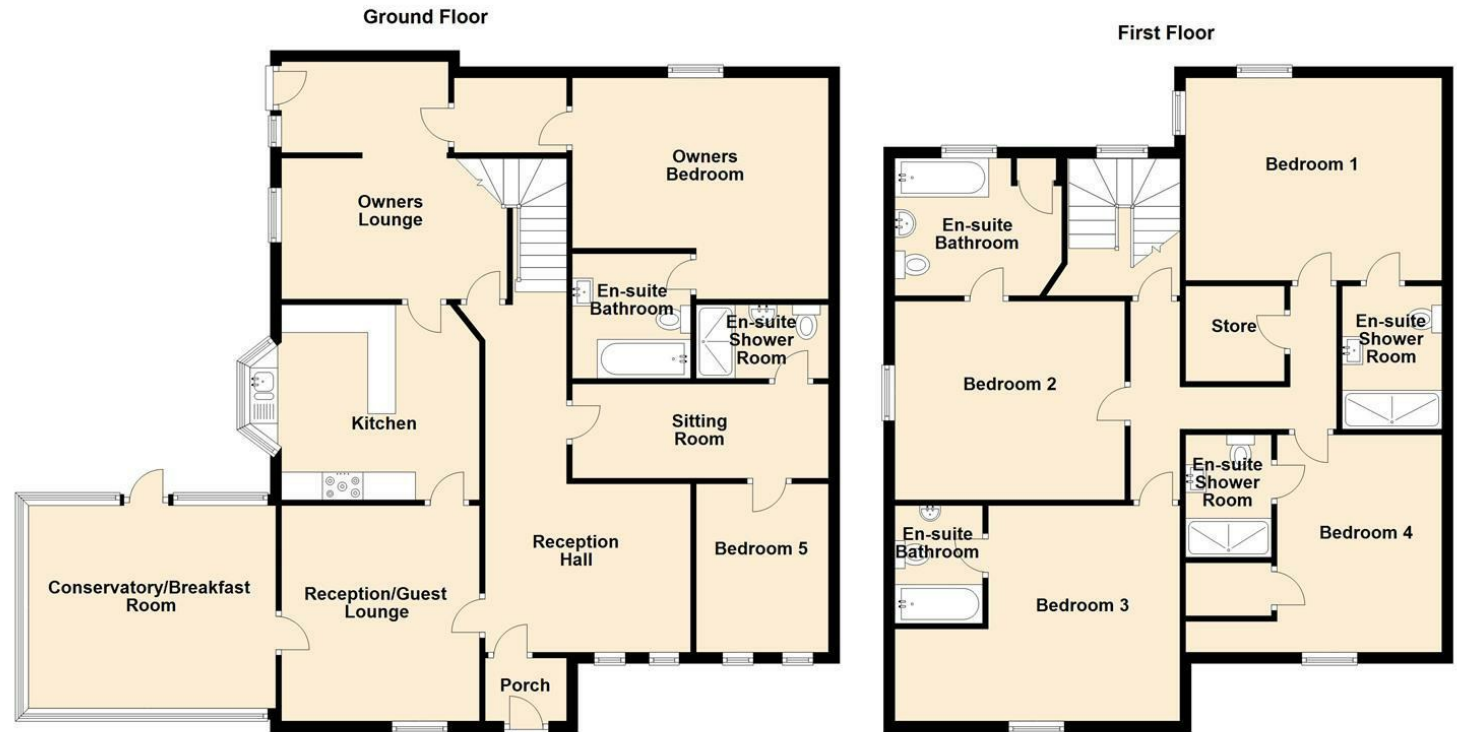 Ground Floor
Owners
Bedroom
Owners
Lounge
En-suite
Bathroom
En-suite
Shower
Room
Kitchen
Sitting
Room
Reception
Hall
Bedroom 5
Conservatory/Breakfast
Room
Reception/Guest
Lounge
Porch
First Floor
Bedroom 1
En-suite
Bathroom
Store
En-suite
Shower
Room
Bedroom 2
En-suite
Shower
Room
En-suite
Bathroom
Bedroom 4
Bedroom 3